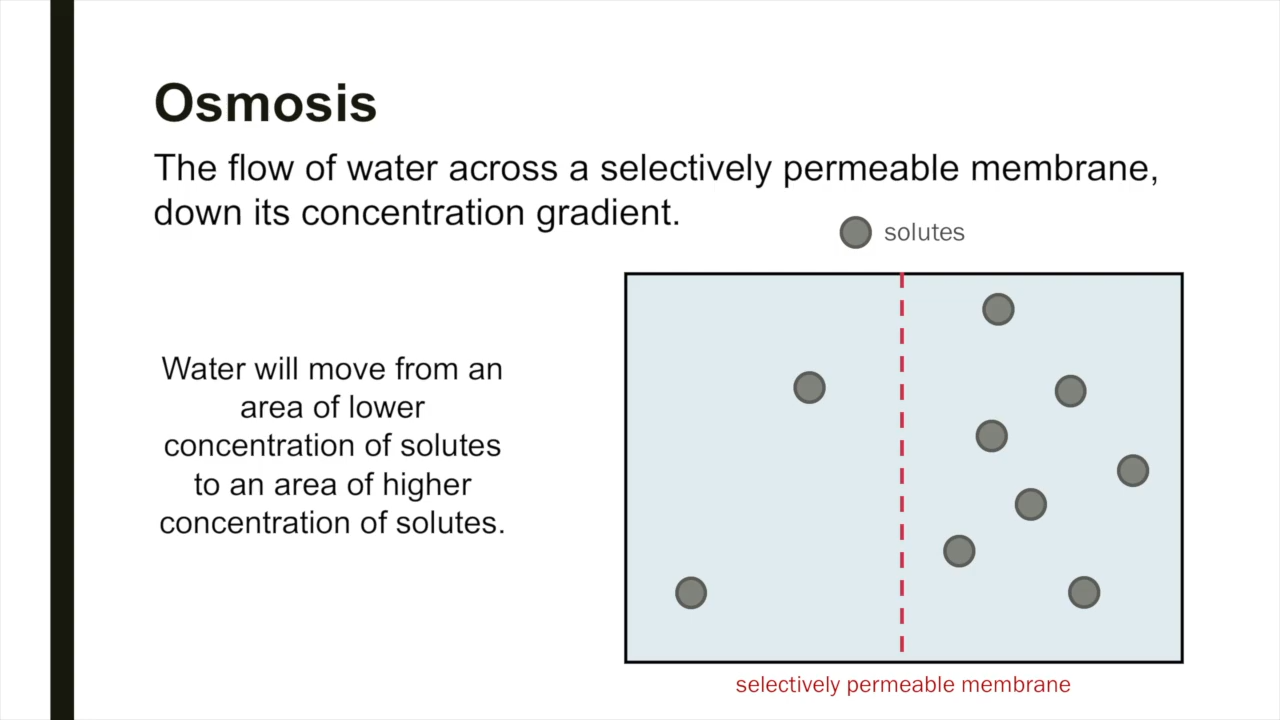 Osmosis
The flow of water across a selectively permeable membrane,
down its concentration gradient.
solutes
Water will move from an
area of lower
concentration of solutes
to an area of higher
concentration of solutes.
selectively permeable membrane